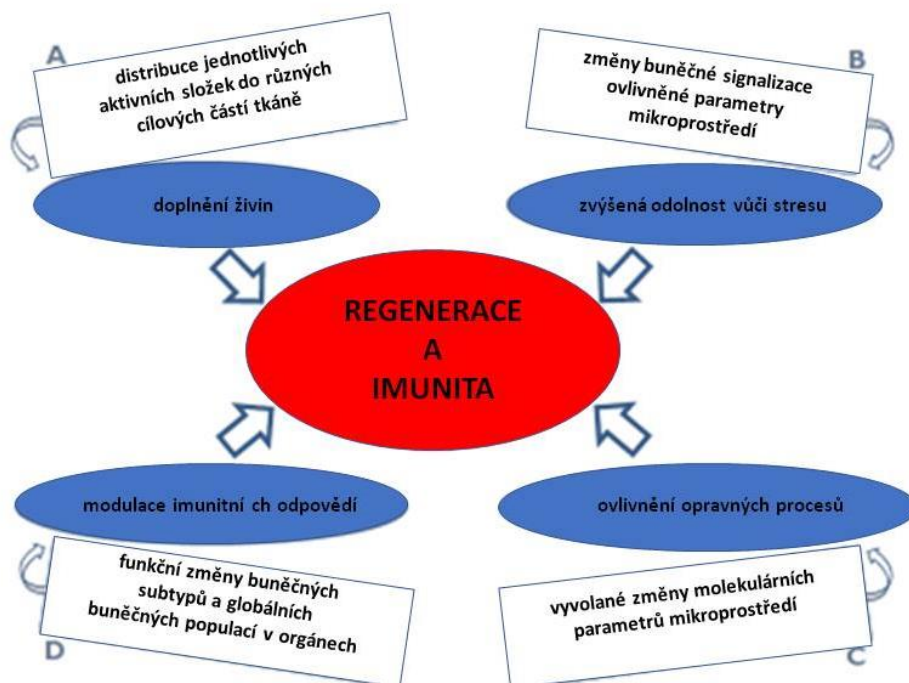 A
distribuce jednotlivých
aktivních složek do různých
cílových částí tkáně
doplnění živin
B
změny buněčné signalizace
ovlivněné parametry
mikroprostředí
zvýšená odolnost vůči stresu
REGENERACE
A
IMUNITA
modulace imunitní ch odpovědí
funkční změny buněčných
subtypů a globálních
buněčných populací v orgánech
D
ovlivnění opravných procesů
vyvolané změny molekulárních
parametrů mikroprostředí
C